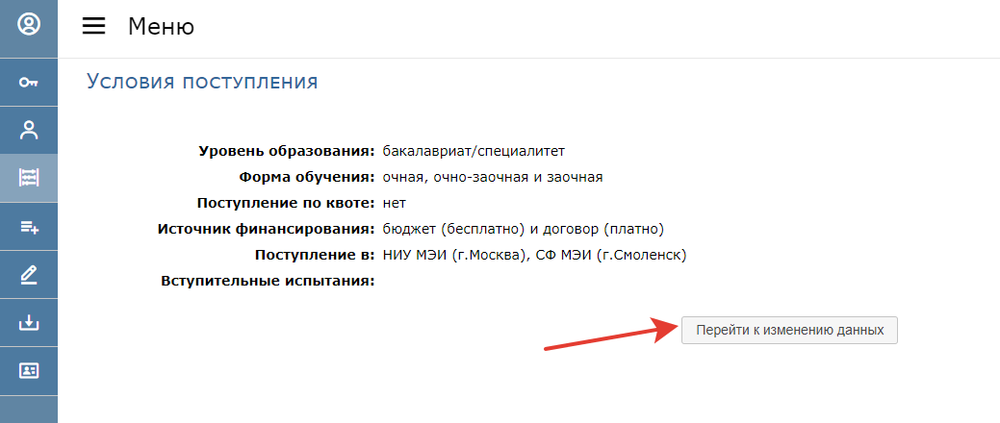 Меню
Условия поступления
Уровень образования: бакалавриат/специалитет
Форма обучения: очная, очно-заочная и заочная
Поступление по квоте: нет
Источник финансирования: бюджет (бесплатно) и договор (платно)
Поступление в: НИУ МЭИ (г.Москва), СФ МЭИ (г.Смоленск)
Вступительные испытания:
Перейти к изменению данных